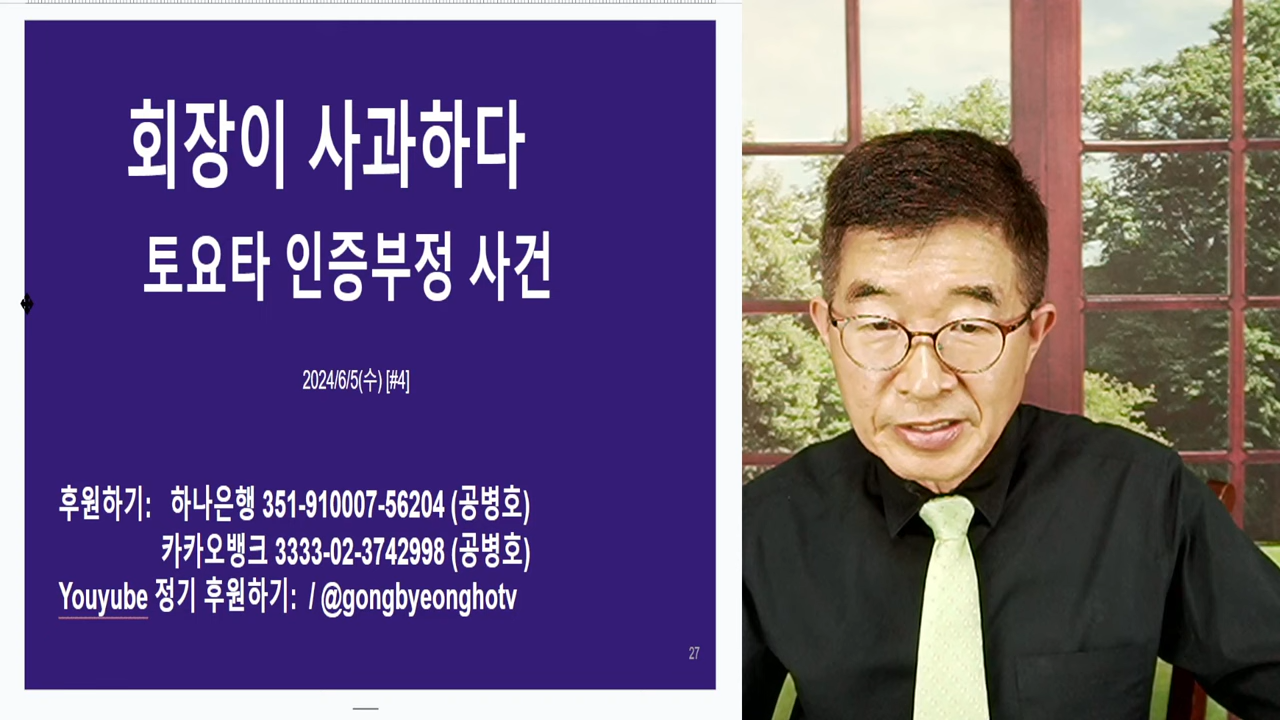 회장이 사과하다
토요타 인증부정 사건
2024/6/5(수) [#4]
후원하기: 하나은행 351-910007-56204 (공병호)
카카오뱅크 3333-02-3742998 (공병호)
Youyube 정기 후원하기: / @gongbyeonghotv
27